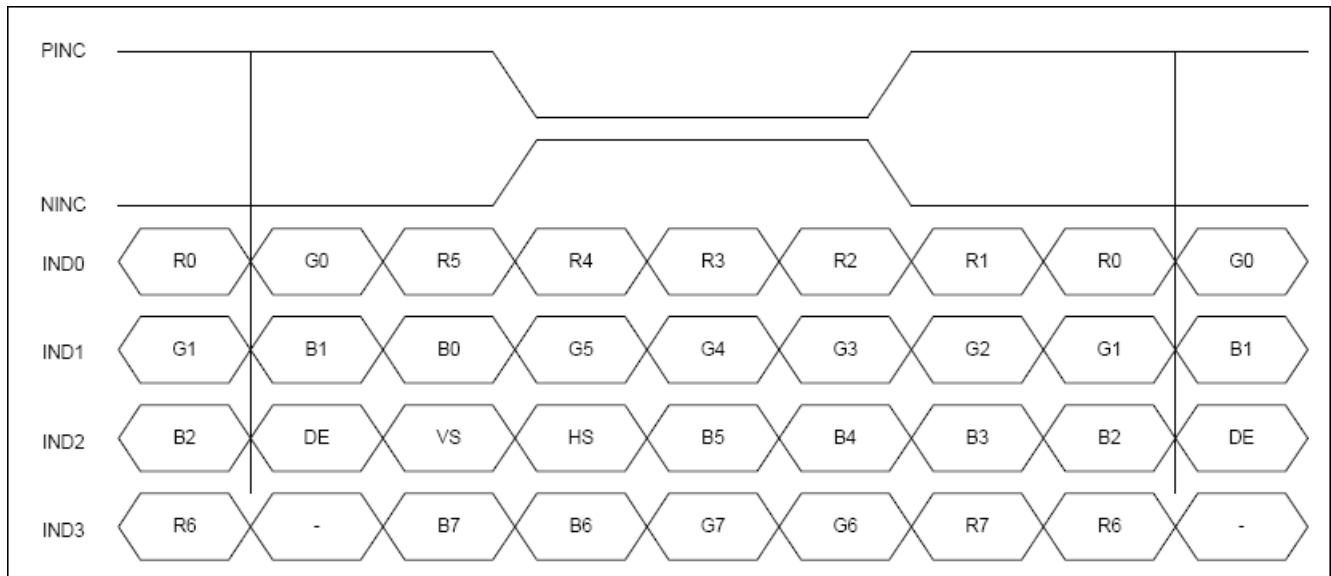 PINC
NINC
IND0 R0 G0 R5 R4 R3 R2 R1 R0 G0
IND1 G1 B1 B0 G5 G4 G3 G2 G1 B1
IND2 B2 DE VS HS B5 B4 B3 B2 DE
IND3 R6 - B7 B6 G7 G6 R7 R6 -